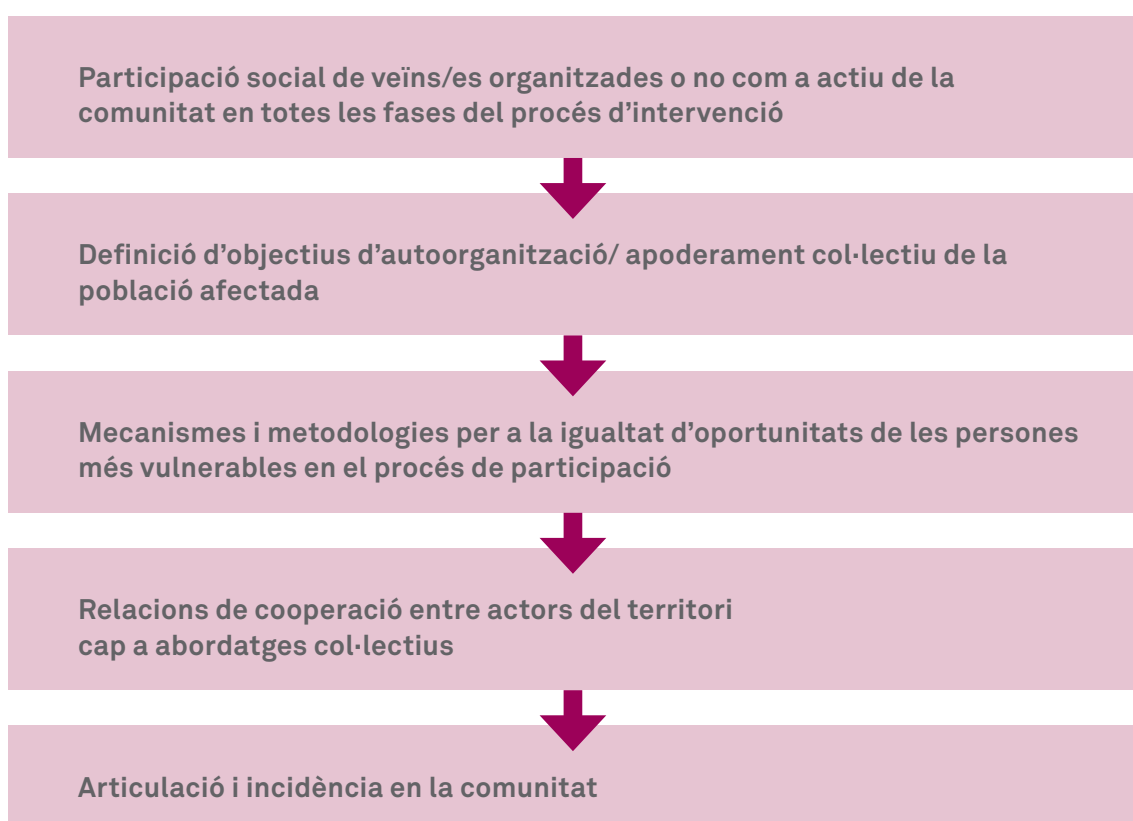 Participació social de veïns/es organitzades o no com a actiu de la
comunitat en totes les fases del procés d’intervenció
Definició d’objectius d’autoorganització/ apoderament col·lectiu de la
població afectada
Mecanismes i metodologies per a la igualtat d’oportunitats de les persones
més vulnerables en el procés de participació
Relacions de cooperació entre actors del territori
cap a abordatges col·lectius
Articulació i incidència en la comunitat